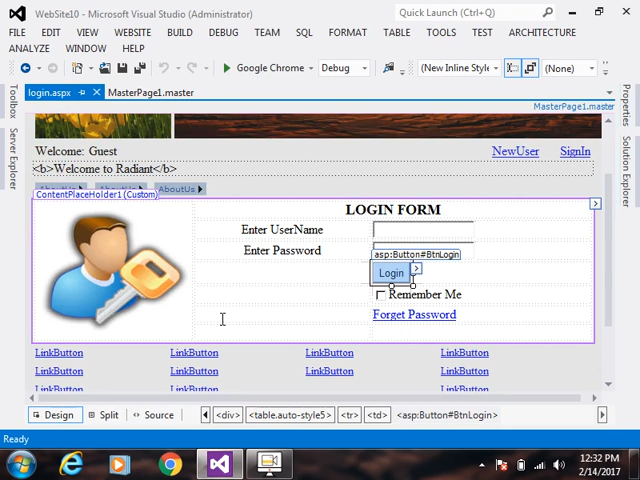 WebSite10 - Microsoft Visual Studio (Administrator)
Quick Launch (Ctrl+Q)
FILE EDIT VIEW WEBSITE BUILD DEBUG TEAM SQL FORMAT TABLE TOOLS TEST ARCHITECTURE
ANALYZE WINDOW HELP
Google Chrome Debug (New Inline Style (None)
login.aspx MasterPage1.master
MasterPage1.master
Toolbox
Server Explorer
Properties
Solution Explorer
Welcome: Guest NewUser SignIn
<b>Welcome to Radiant</b>
AboutUs AboutUs AboutUs
ContentPlaceHolder1 (Custom)
LOGIN FORM
Enter UserName
Enter Password
asp:Button#BtnLogin
Login
Remember Me
Forget Password
LinkButton LinkButton LinkButton LinkButton
LinkButton LinkButton LinkButton LinkButton
Design Split Source <div> <table.auto-style5> <tr> <td> <asp:Button#BtnLogin>
Ready
12:32 PM
2/14/2017